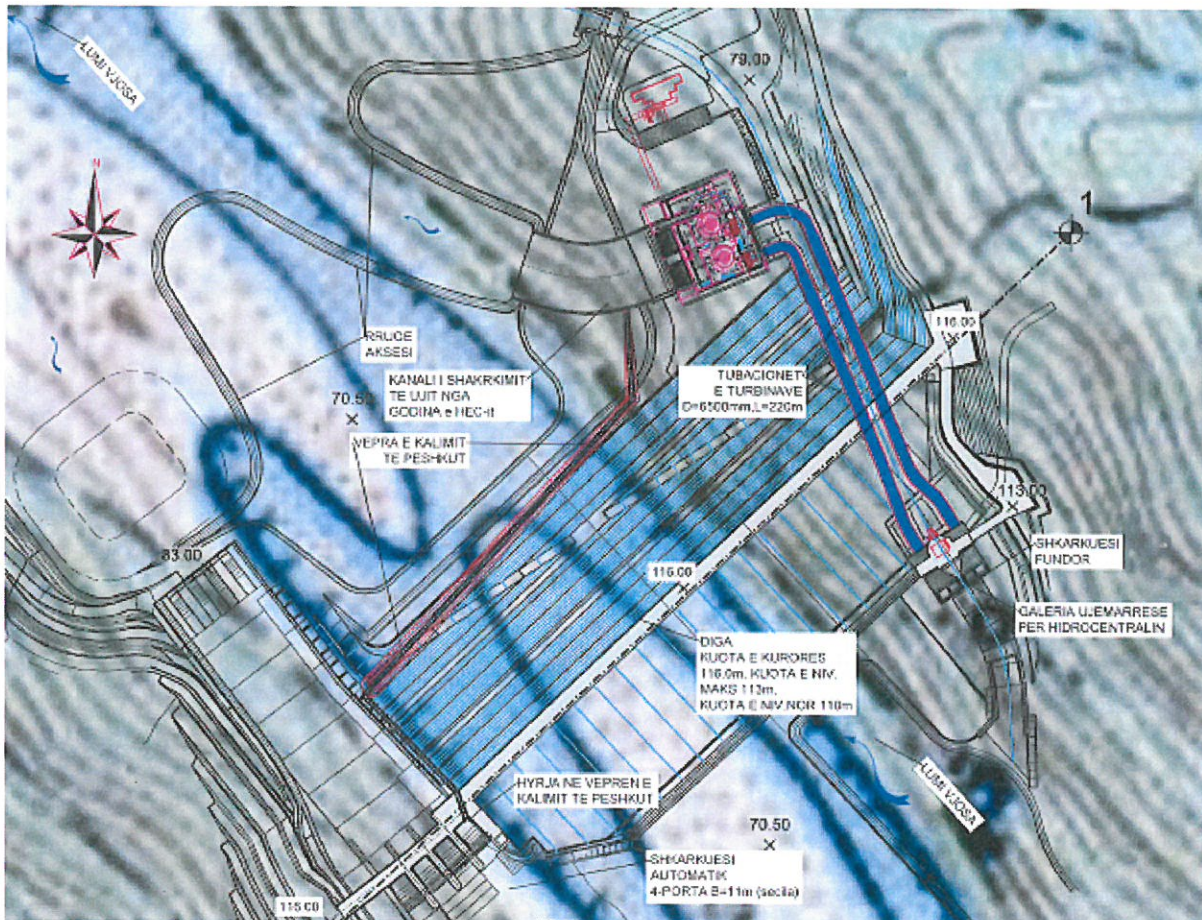 LUMI VJOSA
79.00
N
1
116.00
RRUGE
AKSESI
KANALI I SHAKRKIMIT
TE UJIT NGA
GODINA e HEC-it
TUBACIONET
E TURBINAVE
D=6500mm,L=220m
70.50
VEPRA E KALIMIT
TE PESHKUT
113.00
83.00
SHKARKUESI
FUNDOR
116.00
GALERIA UJEMARRESE
PER HIDROCENTRALIN
DIGA
KUOTA E KURORES
116.0m, KUOTA E NIV.
MAKS 113m,
KUOTA E NIV.NOR 110m
HYRJA NE VEPREN E
KALIMIT TE PESHKUT
LUMI VJOSA
70.50
SHKARKUESI
AUTOMATIK
4-PORTA B=11m (secila)
116.00